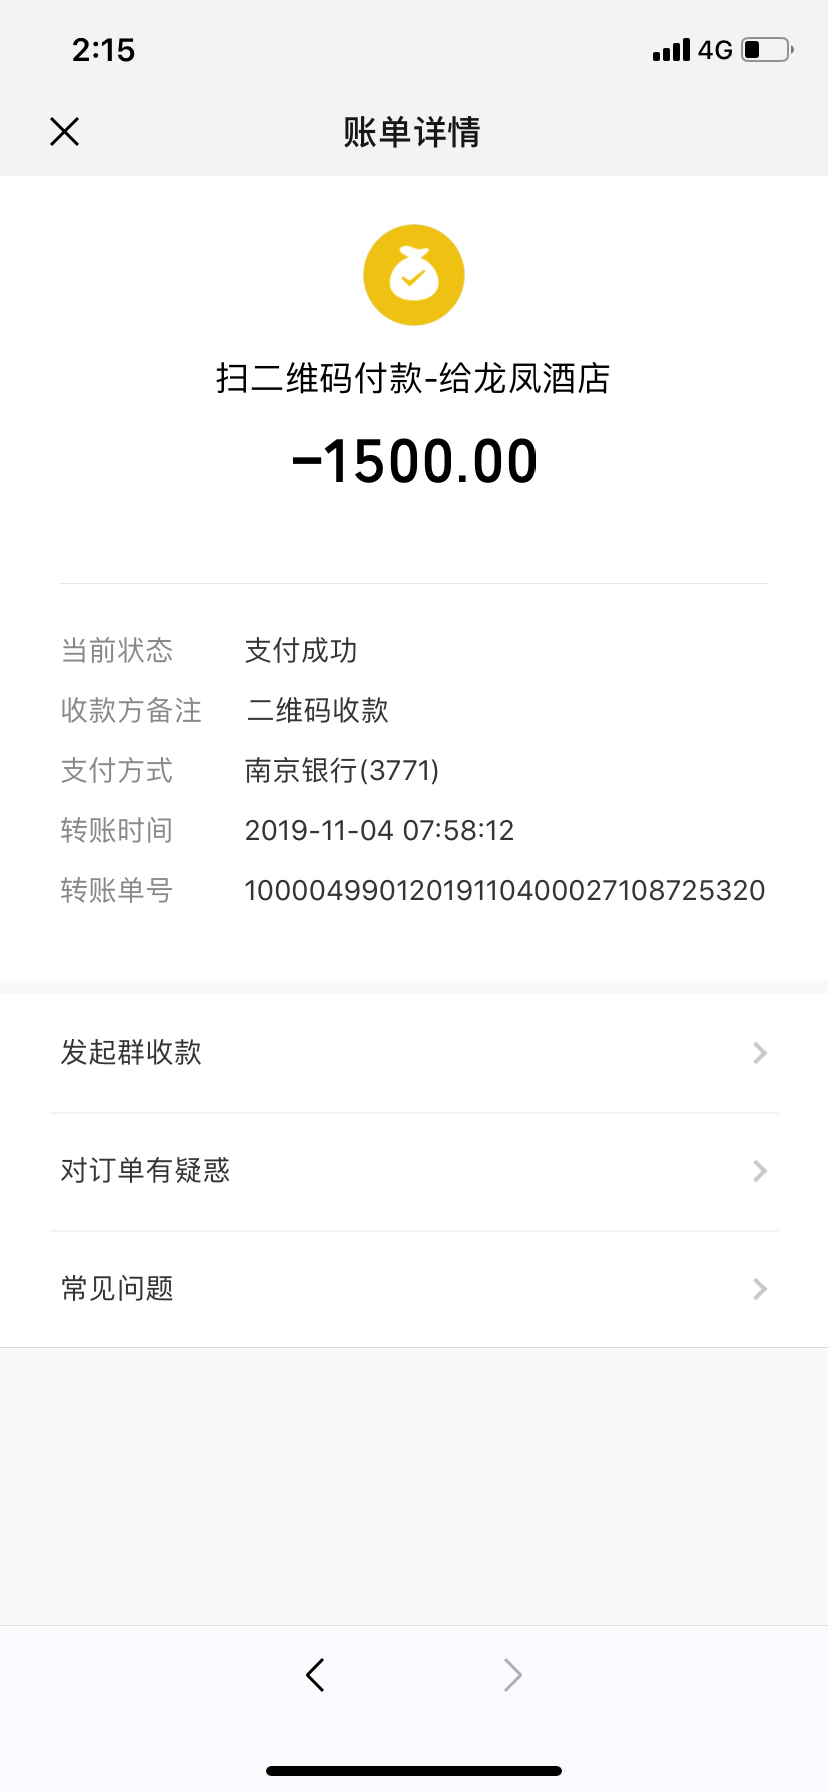 2:15
4G
账单详情
扫二维码付款-给龙凤酒店
-1500.00
当前状态 支付成功
收款方备注 二维码收款
支付方式 南京银行(3771)
转账时间 2019-11-04 07:58:12
转账单号 1000049901201911040002710872​5320
发起群收款
对订单有疑惑
常见问题